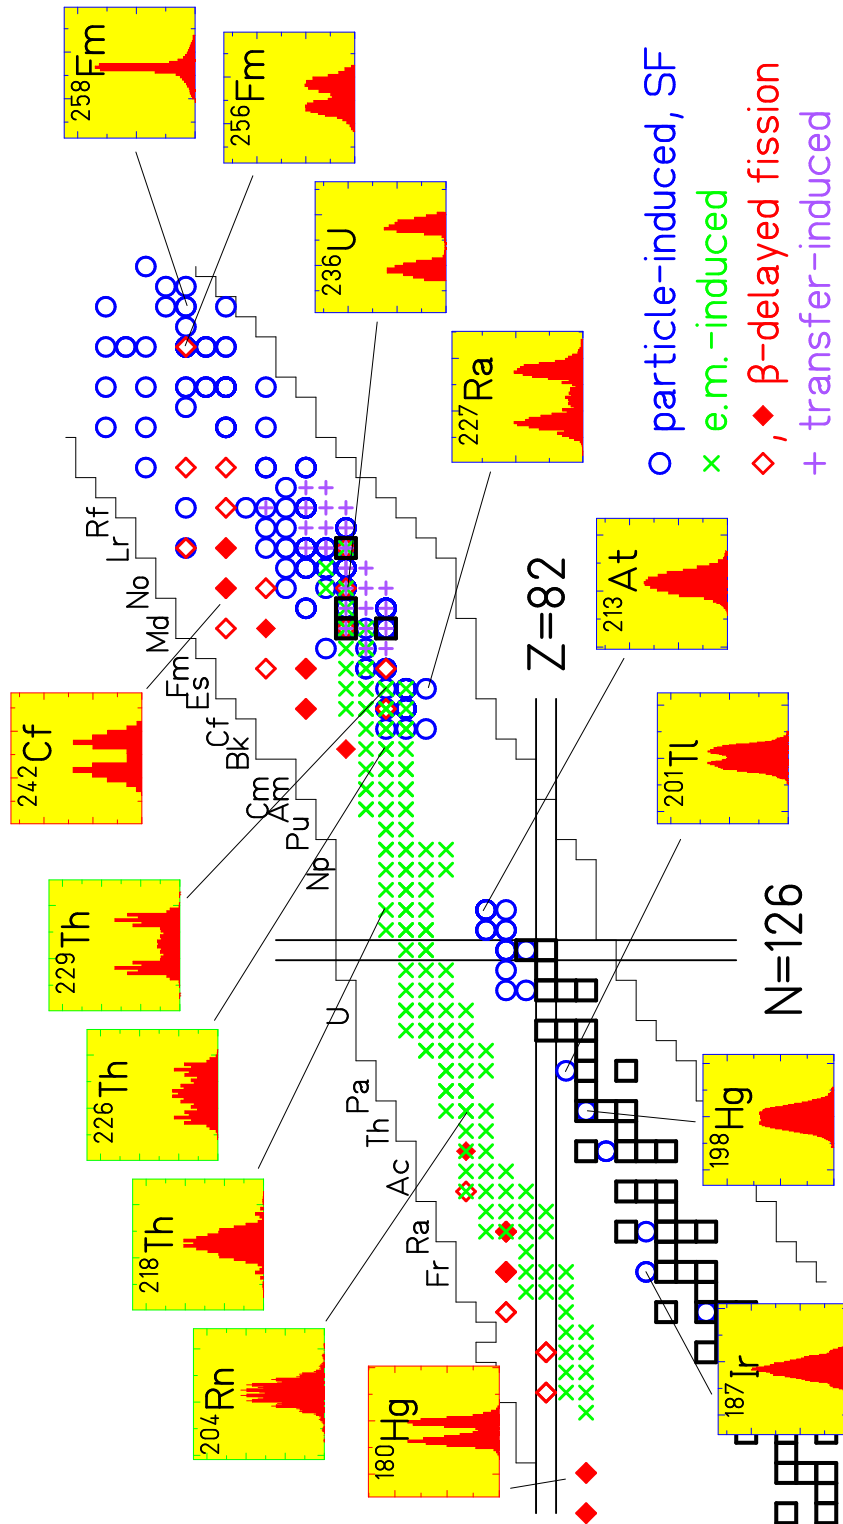 ²⁵⁸Fm
²⁵⁶Fm
²³⁶U
²²⁷Ra
²¹³At
²⁰¹Tl
¹⁹⁸Hg
¹⁸⁷Ir
²⁴²Cf
²²⁹Th
²²⁶Th
²¹⁸Th
²⁰⁴Rn
¹⁸⁰Hg
Rf
Lr
No
Md
Fm
Es
Cf
Bk
Cm
Am
Pu
Np
U
Pa
Th
Ac
Ra
Fr
Z=82
N=126
particle-induced, SF
e.m.-induced
, β-delayed fission
transfer-induced